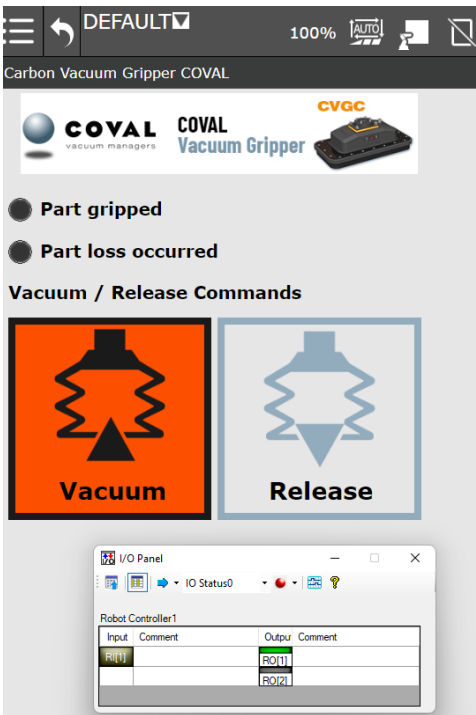 DEFAULT
100%
AUTO
Carbon Vacuum Gripper COVAL
COVAL
vacuum managers
COVAL
Vacuum Gripper
CVGC
Part gripped
Part loss occurred
Vacuum / Release Commands
Vacuum
Release
I/O Panel
IO Status0
Robot Controller1
Input Comment Outpu Comment
RI[1] RO[1]
RO[2]